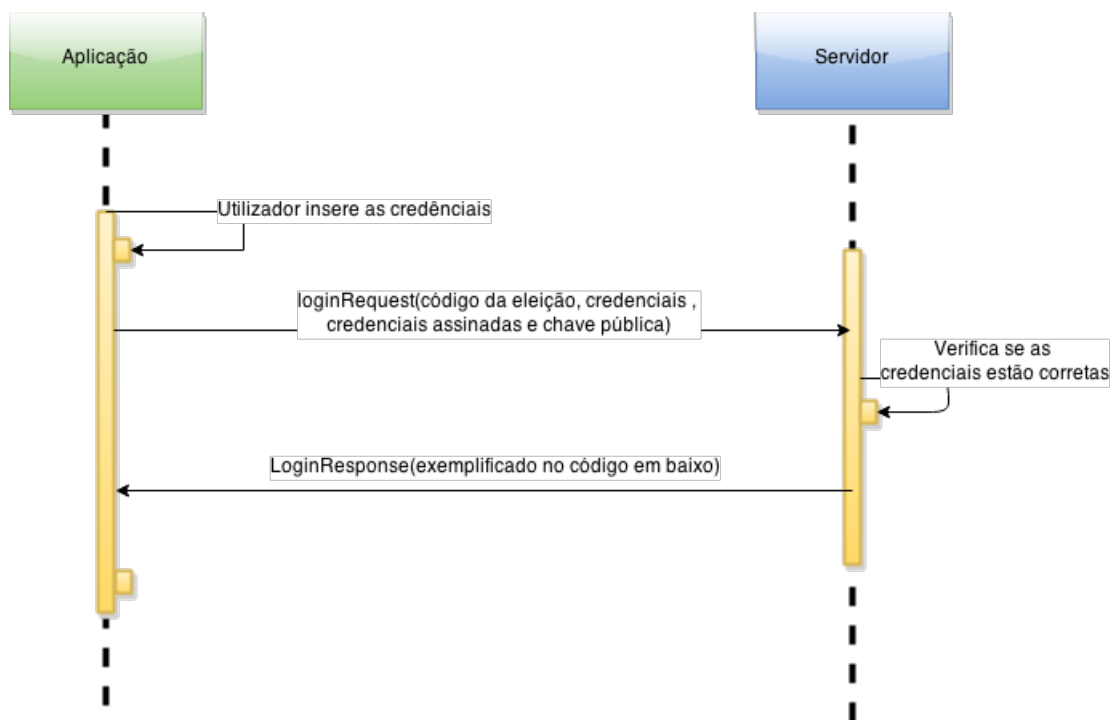 Aplicação
Servidor
Utilizador insere as credênciais
loginRequest(código da eleição, credenciais ,
credenciais assinadas e chave pública)
Verifica se as
credenciais estão corretas
LoginResponse(exemplificado no código em baixo)